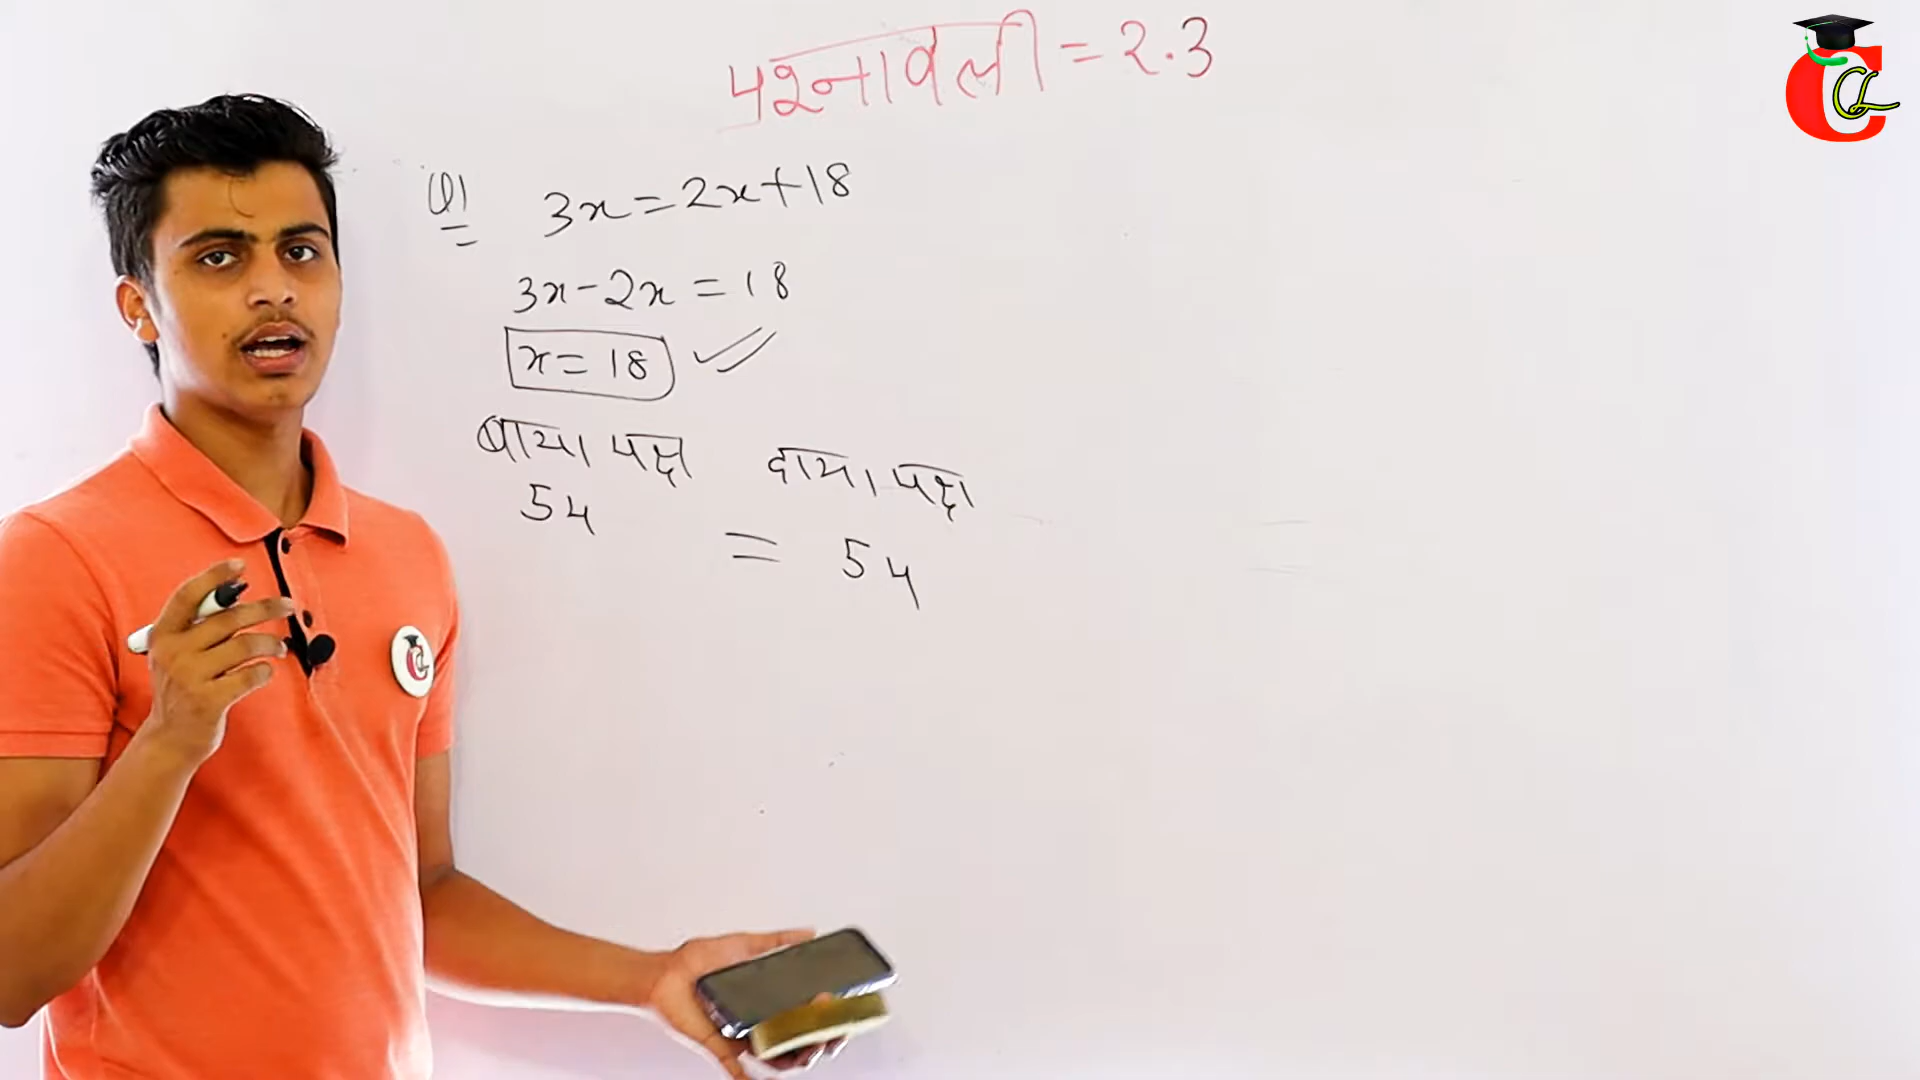 प्रश्नावली = 2.3
Q1 3x = 2x + 18
3x - 2x = 18
x = 18
बाया पक्ष दाया पक्ष
54 = 54